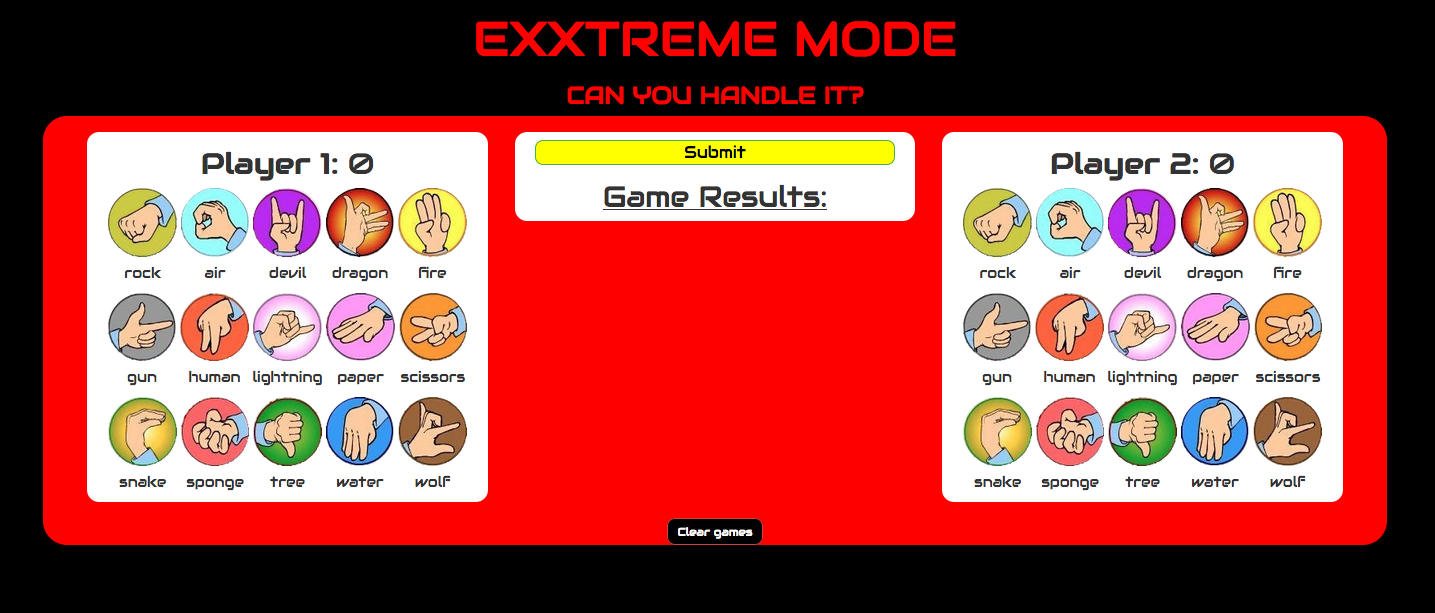 EXXTREME MODE
CAN YOU HANDLE IT?
Player 1: 0
rock air devil dragon fire
gun human lightning paper scissors
snake sponge tree water wolf
Submit
Game Results:
Player 2: 0
rock air devil dragon fire
gun human lightning paper scissors
snake sponge tree water wolf
Clear games